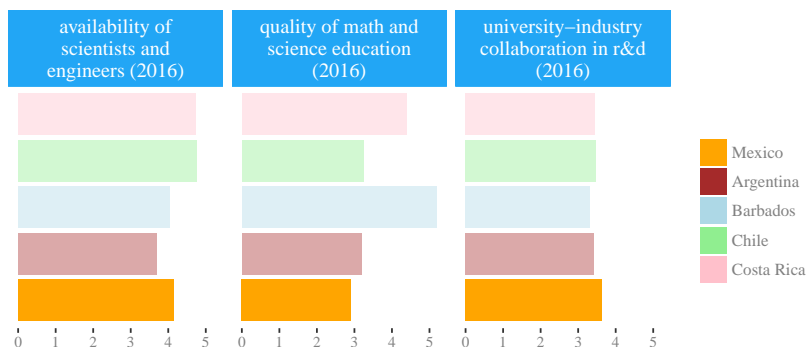 availability of
scientists and
engineers (2016)
quality of math and
science education
(2016)
university−industry
collaboration in r&d
(2016)
Mexico
Argentina
Barbados
Chile
Costa Rica
0 1 2 3 4 5
0 1 2 3 4 5
0 1 2 3 4 5